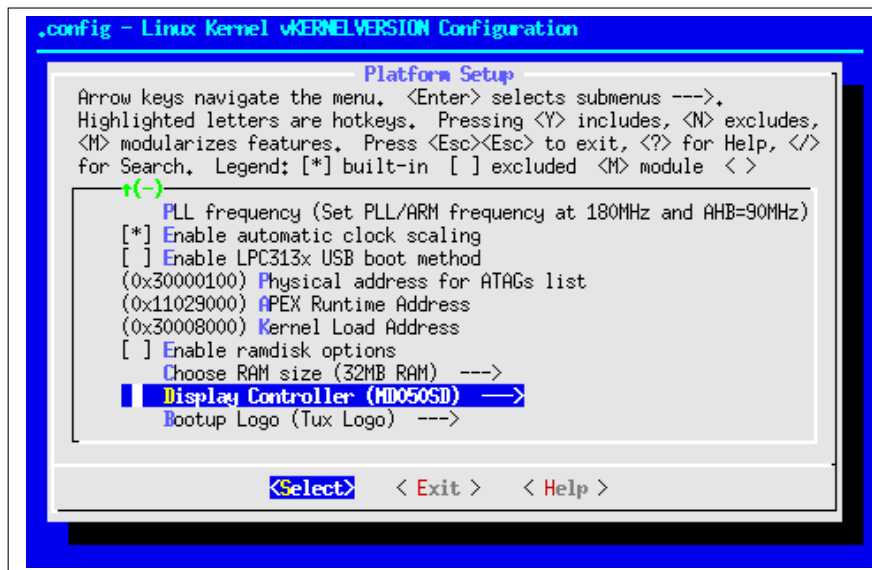 .config - Linux Kernel vKERNELVERSION Configuration
Platform Setup
Arrow keys navigate the menu. <Enter> selects submenus --->.
Highlighted letters are hotkeys. Pressing <Y> includes, <N> excludes,
<M> modularizes features. Press <Esc><Esc> to exit, <?> for Help, </>
for Search. Legend: [*] built-in [ ] excluded <M> module < >
↑(-)
PLL frequency (Set PLL/ARM frequency at 180MHz and AHB=90MHz)
[*] Enable automatic clock scaling
[ ] Enable LPC313x USB boot method
(0x30000100) Physical address for ATAGs list
(0x11029000) APEX Runtime Address
(0x30008000) Kernel Load Address
[ ] Enable ramdisk options
Choose RAM size (32MB RAM) --->
Display Controller (MD050SD) --->
Bootup Logo (Tux Logo) --->
<Select> < Exit > < Help >